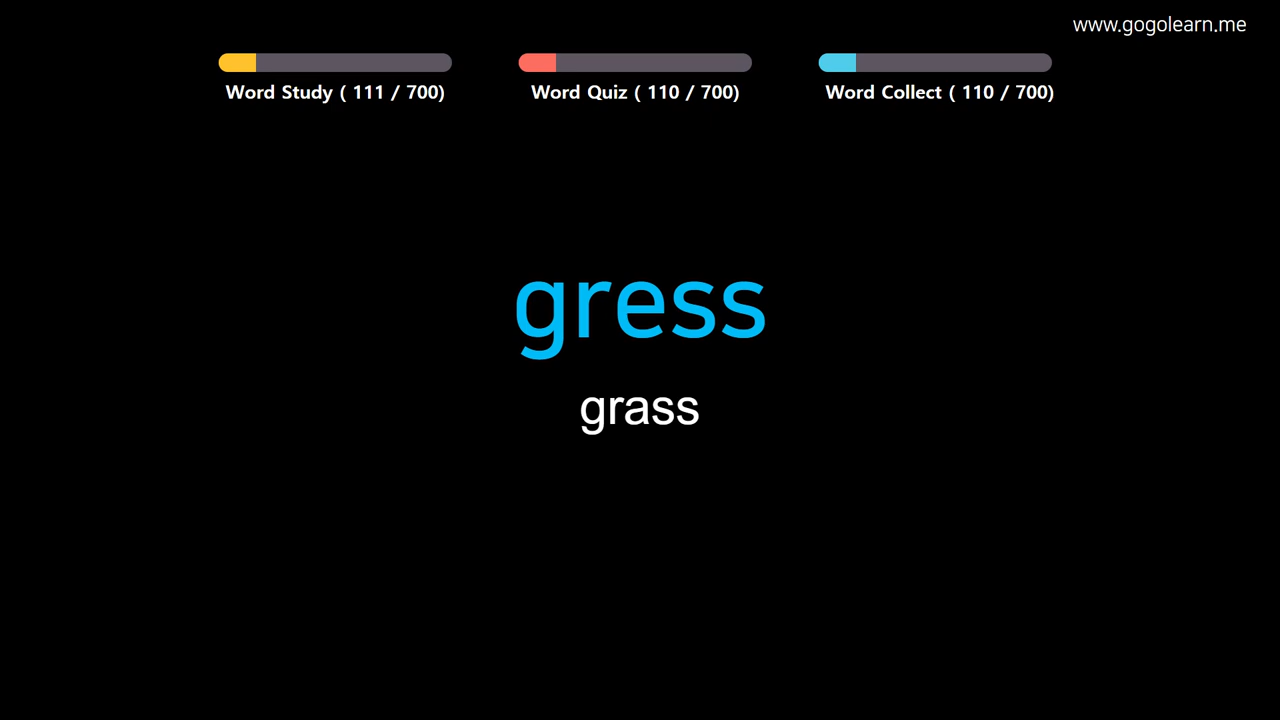 www.gogolearn.me
Word Study ( 111 / 700)
Word Quiz ( 110 / 700)
Word Collect ( 110 / 700)
gress
grass